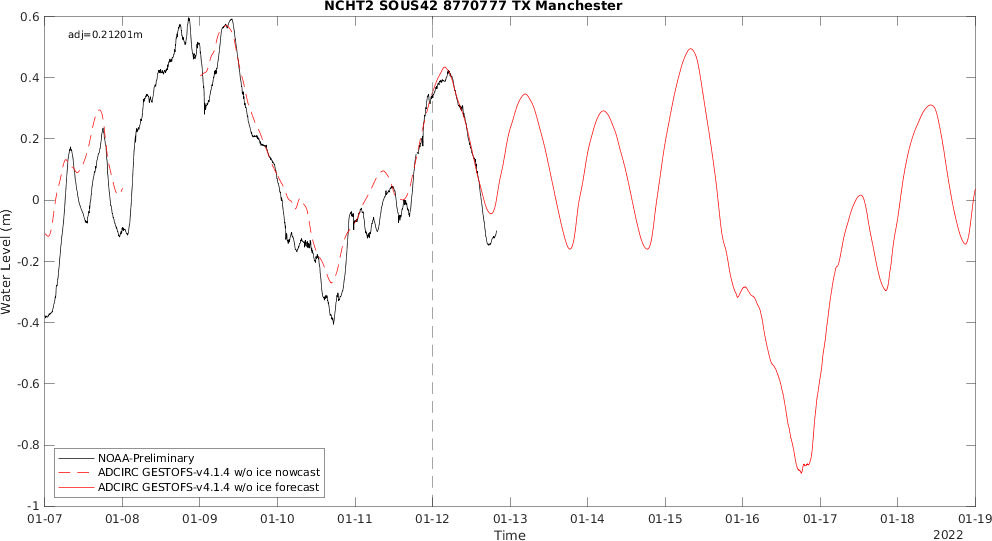 NCHT2 SOUS42 8770777 TX Manchester
adj=0.21201m
0.6
0.4
0.2
0
-0.2
-0.4
-0.6
-0.8
-1
Water Level (m)
NOAA-Preliminary
ADCIRC GESTOFS-v4.1.4 w/o ice nowcast
ADCIRC GESTOFS-v4.1.4 w/o ice forecast
01-07 01-08 01-09 01-10 01-11 01-12 01-13 01-14 01-15 01-16 01-17 01-18 01-19
Time
2022